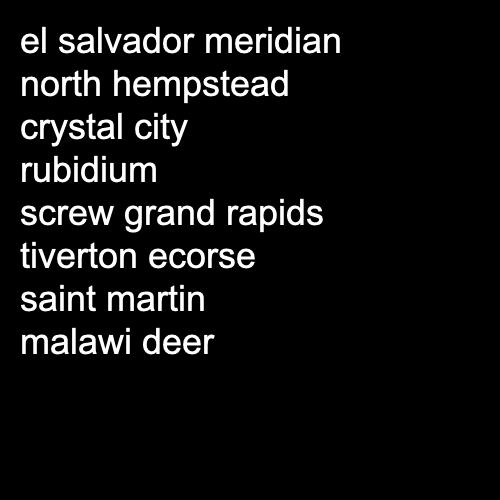 el salvador meridian
north hempstead
crystal city
rubidium
screw grand rapids
tiverton ecorse
saint martin
malawi deer